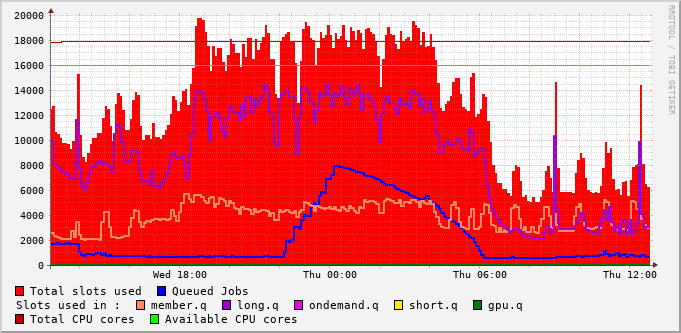 20000
18000
16000
14000
12000
10000
8000
6000
4000
2000
0
Wed 18:00 Thu 00:00 Thu 06:00 Thu 12:00
RRDTOOL / TOBI OETIKER
Total slots used Queued Jobs
Slots used in : member.q long.q ondemand.q short.q gpu.q
Total CPU cores Available CPU cores